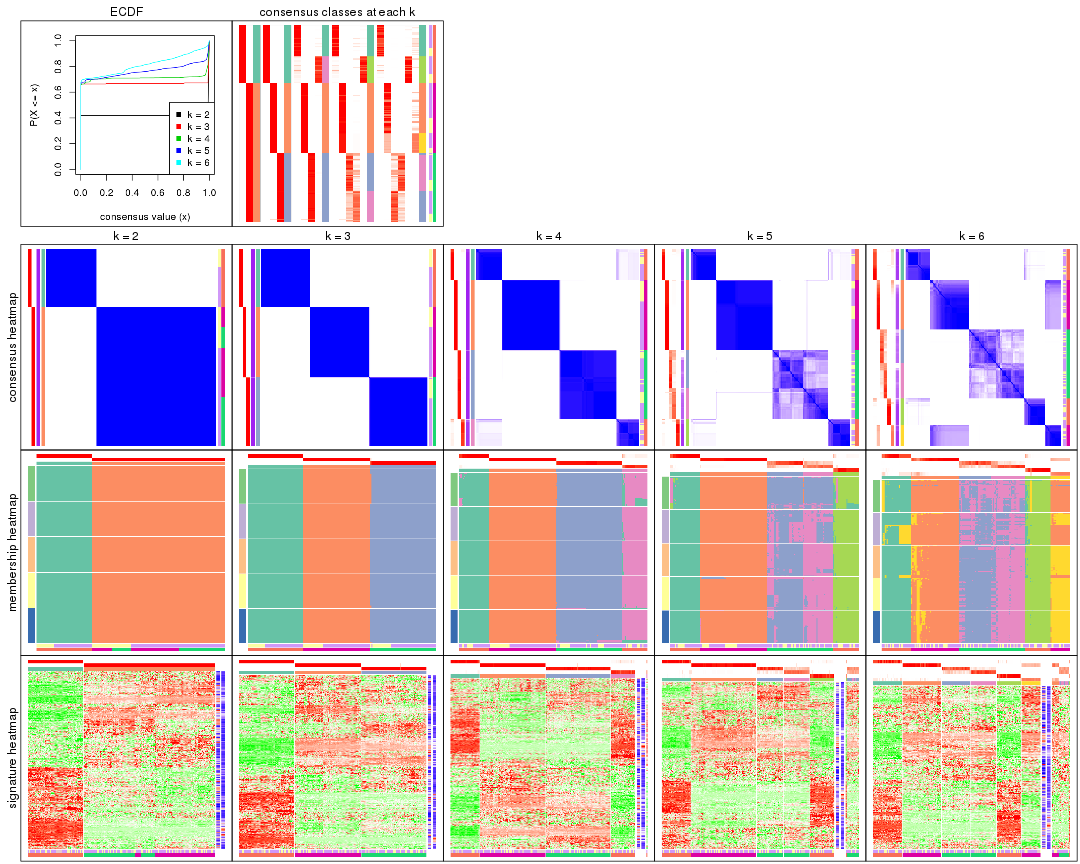 ECDF
consensus classes at each k
P(X <= x)
0.0 0.2 0.4 0.6 0.8 1.0
k = 2
k = 3
k = 4
k = 5
k = 6
0.0 0.2 0.4 0.6 0.8 1.0
consensus value (x)
k = 2
k = 3
k = 4
k = 5
k = 6
consensus heatmap
membership heatmap
signature heatmap